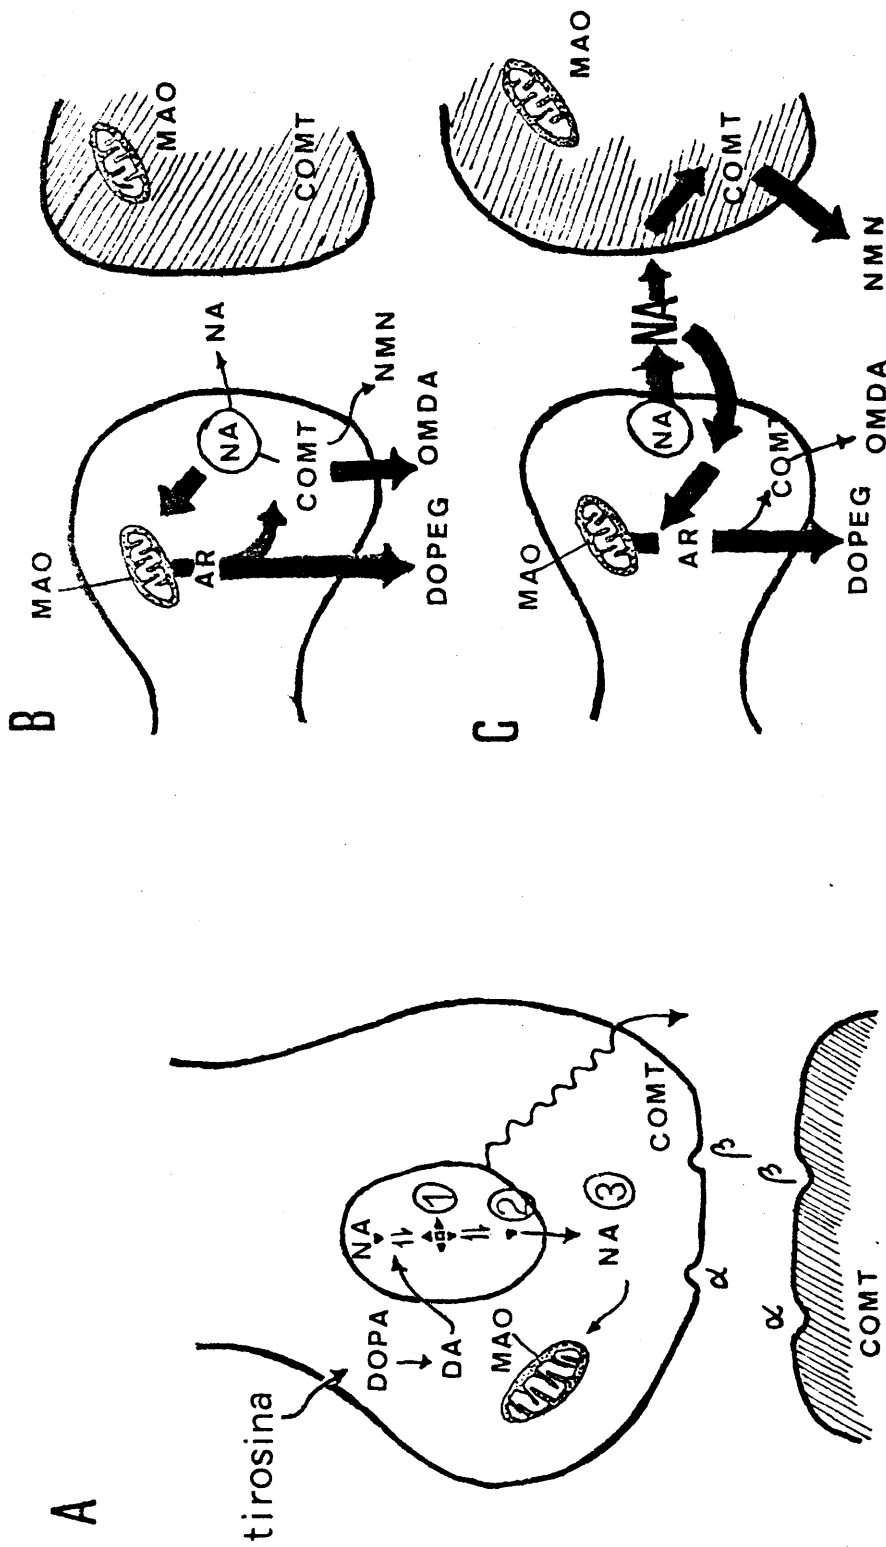 A
tirosina
DOPA
DA
NA
1
2
NA
3
MAO
COMT
α
β
α
β
COMT
B
MAO
AR
NA
NA
COMT
NMN
OMDA
DOPEG
MAO
COMT
C
MAO
AR
NA
NA
COMT
DOPEG
OMDA
NMN
MAO
COMT